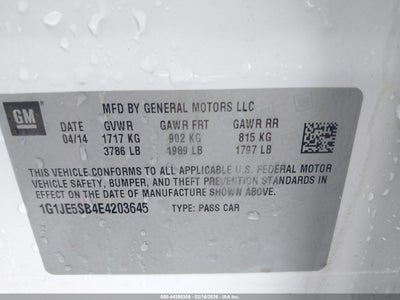 MFD BY GENERAL MOTORS LLC
GM
DATE GVWR GAWR FRT GAWR RR
04/14 1717 KG 902 KG 815 KG
3786 LB 1989 LB 1797 LB
THIS VEHICLE CONFORMS TO ALL APPLICABLE U.S. FEDERAL MOTOR
VEHICLE SAFETY, BUMPER, AND THEFT PREVENTION STANDARDS IN
EFFECT ON THE DATE OF MANUFACTURE SHOWN ABOVE.
1G1JE5SB4E4203645 TYPE: PASS CAR